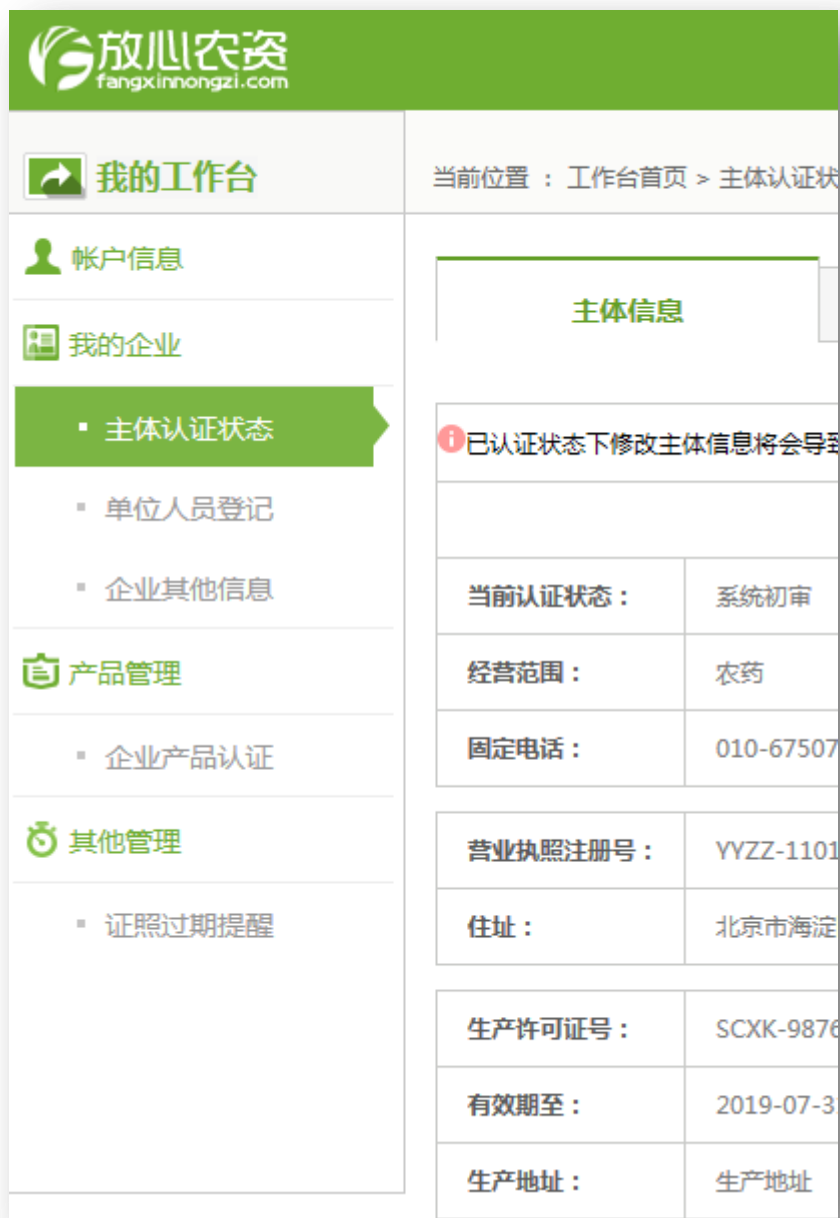 放心农资
fangxinnongzi.com
我的工作台
当前位置 ： 工作台首页 > 主体认证状
帐户信息
我的企业
主体认证状态
单位人员登记
企业其他信息
产品管理
企业产品认证
其他管理
证照过期提醒
主体信息
已认证状态下修改主体信息将会导致
当前认证状态： 系统初审
经营范围： 农药
固定电话： 010-67507
营业执照注册号： YYZZ-1101
住址： 北京市海淀
生产许可证号： SCXK-9876
有效期至： 2019-07-3
生产地址： 生产地址